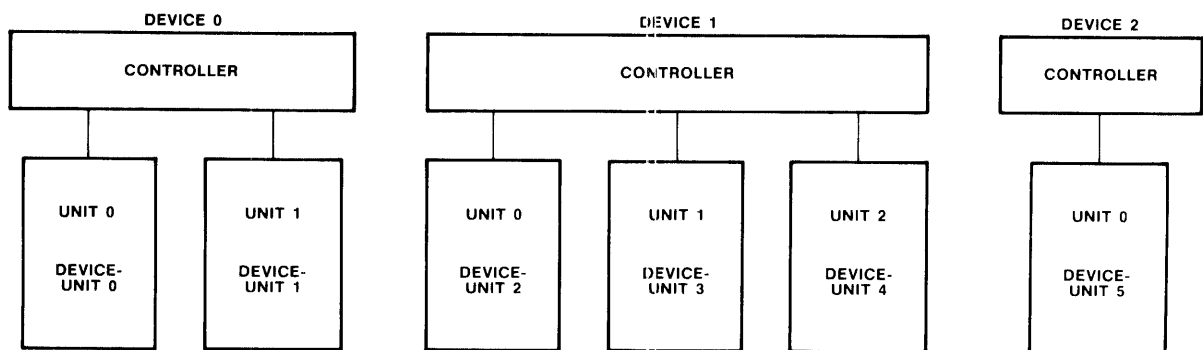 DEVICE 0
CONTROLLER
UNIT 0
DEVICE-
UNIT 0
UNIT 1
DEVICE-
UNIT 1
DEVICE 1
CONTROLLER
UNIT 0
DEVICE-
UNIT 2
UNIT 1
DEVICE-
UNIT 3
UNIT 2
DEVICE-
UNIT 4
DEVICE 2
CONTROLLER
UNIT 0
DEVICE-
UNIT 5